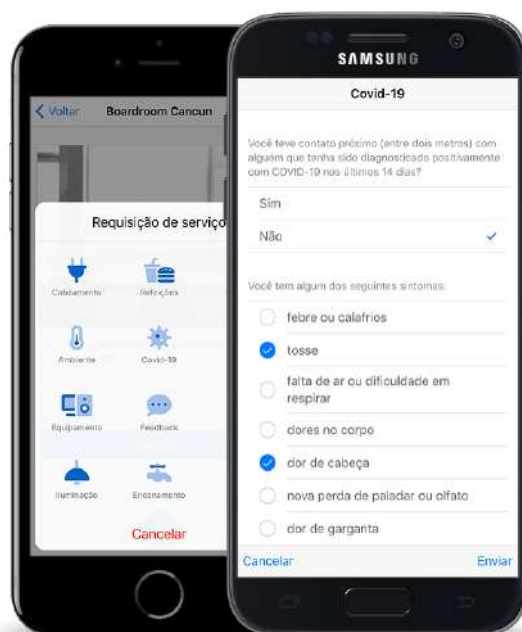 Voltar
Boardroom Cancun
Requisição de serviço
Cabeamento
Refeições
Ambiente
Covid-19
Equipamento
Feedback
Iluminação
Encanamento
Cancelar
SAMSUNG
Covid-19
Você teve contato próximo (entre dois metros) com
alguém que tenha sido diagnosticado positivamente
com COVID-19 nos últimos 14 dias?
Sim
Não
Você tem algum dos seguintes sintomas:
febre ou calafrios
tosse
falta de ar ou dificuldade em
respirar
dores no corpo
dor de cabeça
nova perda de paladar ou olfato
dor de garganta
Cancelar
Enviar